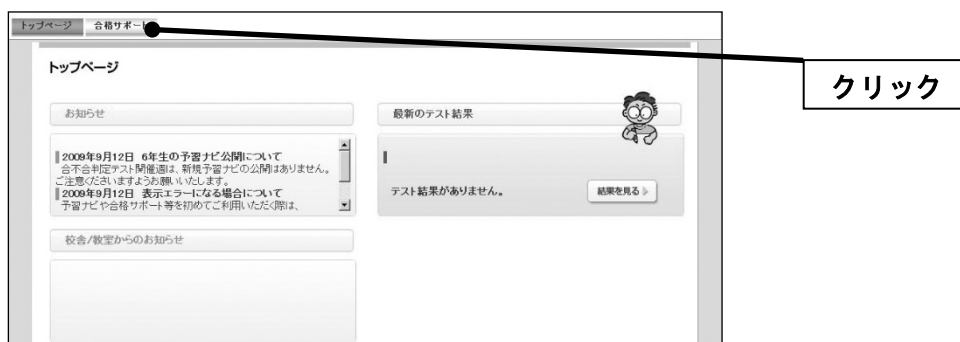 トップページ 合格サポート
クリック
トップページ
お知らせ
2009年9月12日 6年生の予習ナビ公開について
合不合判定テスト開催週は、新規予習ナビの公開はありません。
ご注意くださいますようお願いいたします。
2009年9月12日 表示エラーになる場合について
予習ナビや合格サポート等を初めてご利用いただく際は、
最新のテスト結果
テスト結果がありません。
結果を見る
校舎/教室からのお知らせ